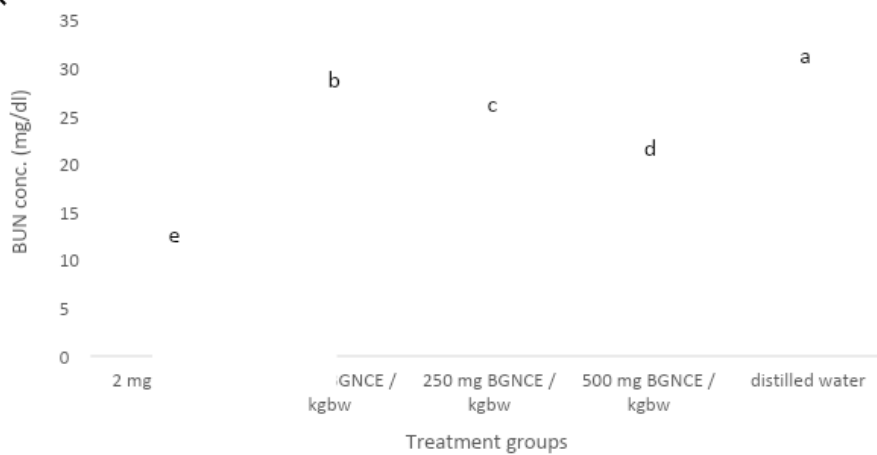 35
30
25
20
15
10
5
0
BUN conc. (mg/dl)
a
b
c
d
e
2 mg
GNCE /
kgbw
250 mg BGNCE /
kgbw
500 mg BGNCE /
kgbw
distilled water
Treatment groups